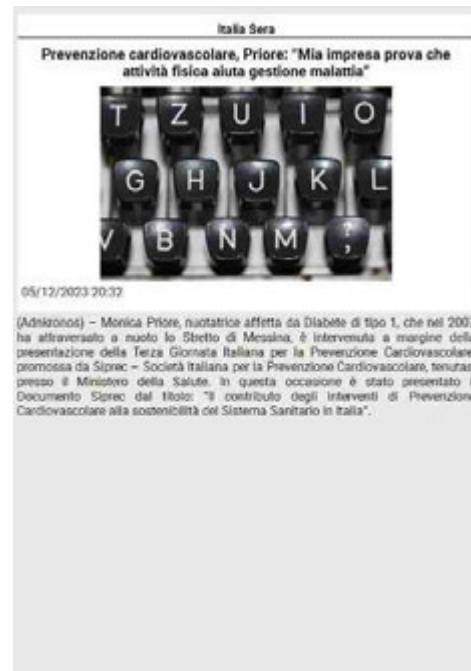 Italia Sera
Prevenzione cardiovascolare, Priore: "Mia impresa prova che
attività fisica aiuta gestione malattia"
T Z U I O
G H J K L
V B N M ? ;
05/12/2023 20:32
(Adnkronos) – Monica Priore, nuotatrice affetta da Diabete di tipo 1, che nel 2007
ha attraversato a nuoto lo Stretto di Messina, è intervenuta a margine della
presentazione della Terza Giornata Italiana per la Prevenzione Cardiovascolare
promossa da Siprec – Società Italiana per la Prevenzione Cardiovascolare, tenutasi
presso il Ministero della Salute. In questa occasione è stato presentato
Documento Siprec dal titolo: "Il contributo degli interventi di Prevenzione
Cardiovascolare alla sostenibilità del Sistema Sanitario in Italia".